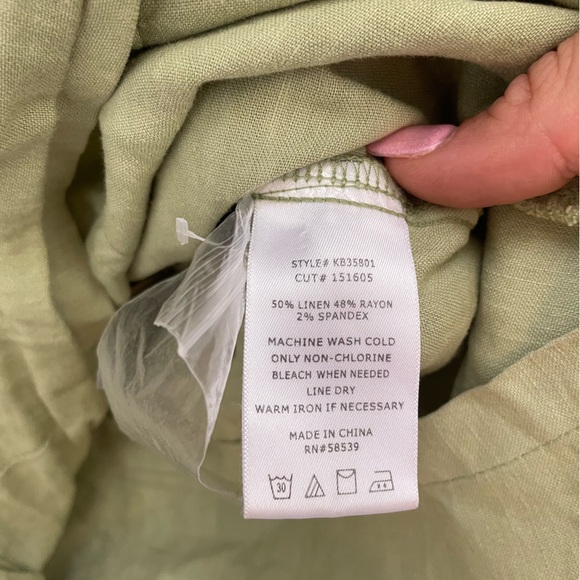 STYLE# KB35801
CUT# 151605
50% LINEN 48% RAYON
2% SPANDEX
MACHINE WASH COLD
ONLY NON-CHLORINE
BLEACH WHEN NEEDED
LINE DRY
WARM IRON IF NECESSARY
MADE IN CHINA
RN#58539
30